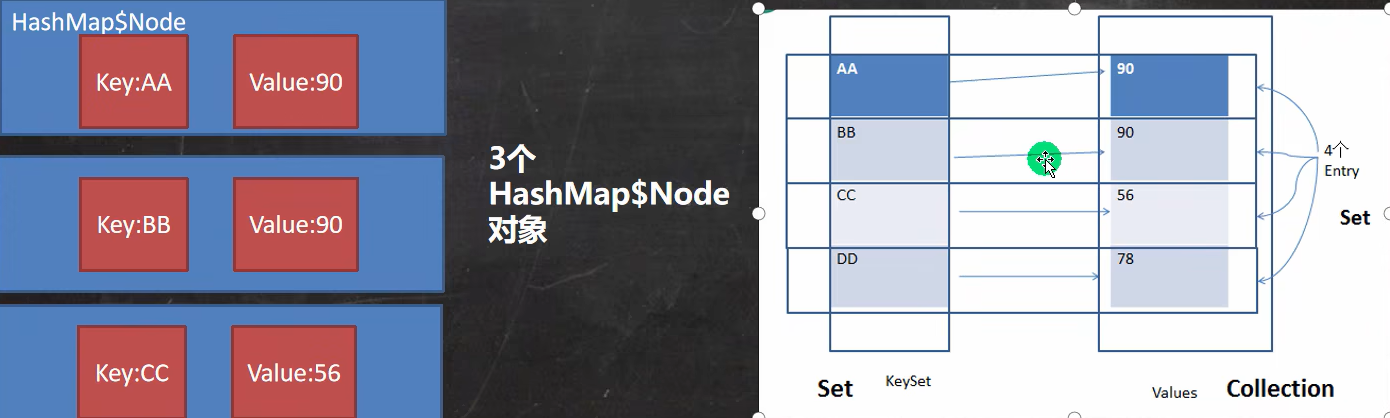 HashMap$Node
Key:AA
Value:90
Key:BB
Value:90
Key:CC
Value:56
3个
HashMap$Node
对象
AA
90
BB
90
CC
56
DD
78
4个
Entry
Set
Set
KeySet
Values
Collection